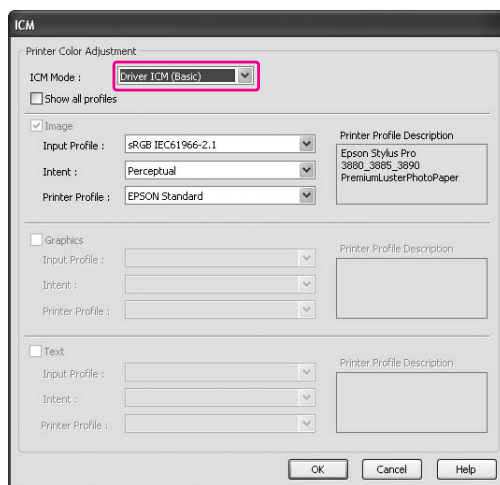 ICM
Printer Color Adjustment
ICM Mode :
Driver ICM (Basic)
Show all profiles
Image
Input Profile :
sRGB IEC61966-2.1
Intent :
Perceptual
Printer Profile :
EPSON Standard
Printer Profile Description
Epson Stylus Pro
3880_3885_3890
PremiumLusterPhotoPaper
Graphics
Input Profile :
Intent :
Printer Profile :
Printer Profile Description
Text
Input Profile :
Intent :
Printer Profile :
Printer Profile Description
OK
Cancel
Help